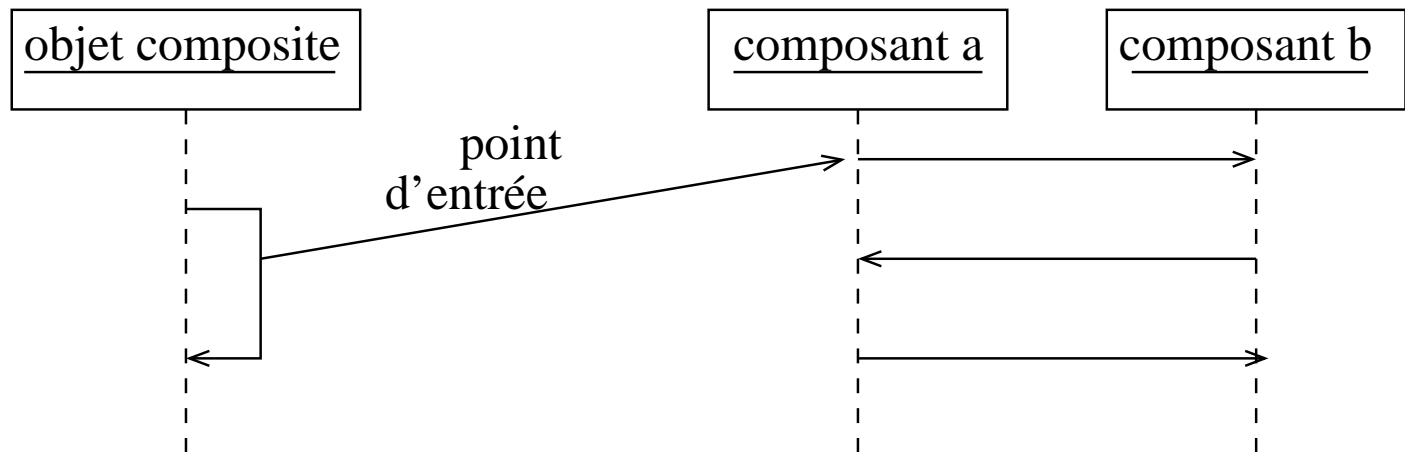 objet composite
composant a
composant b
point
d’entrée